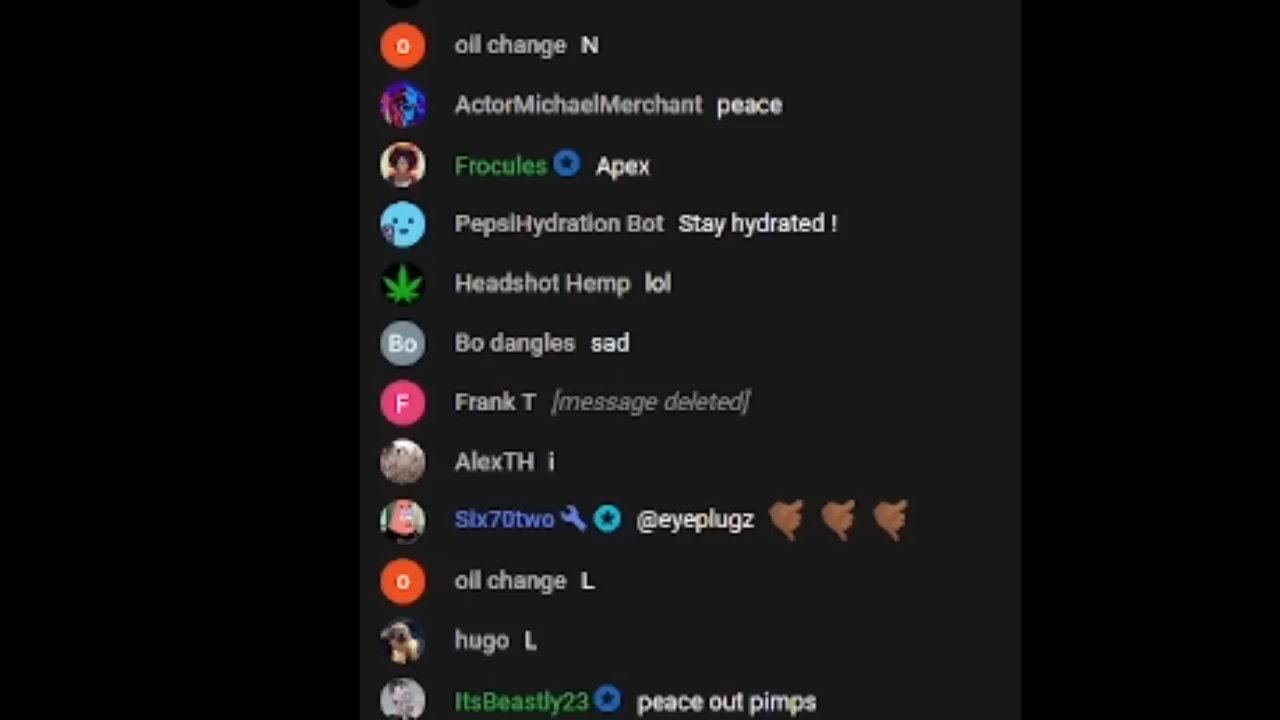 o oil change N
ActorMichaelMerchant peace
Frocules Apex
PepsiHydration Bot Stay hydrated !
Headshot Hemp lol
Bo Bo dangles sad
F Frank T [message deleted]
AlexTH i
Six70two @eyeplugz
o oil change L
hugo L
ItsBeastly23 peace out pimps